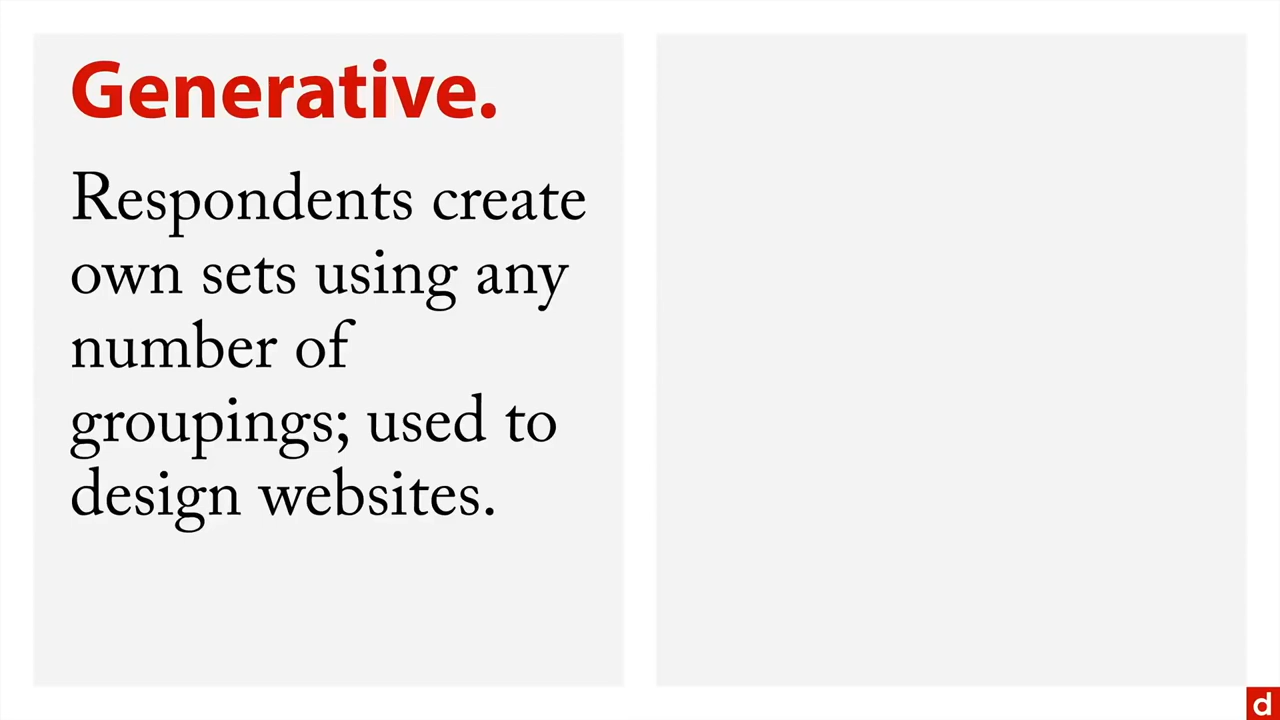 Generative.
Respondents create
own sets using any
number of
groupings; used to
design websites.
d